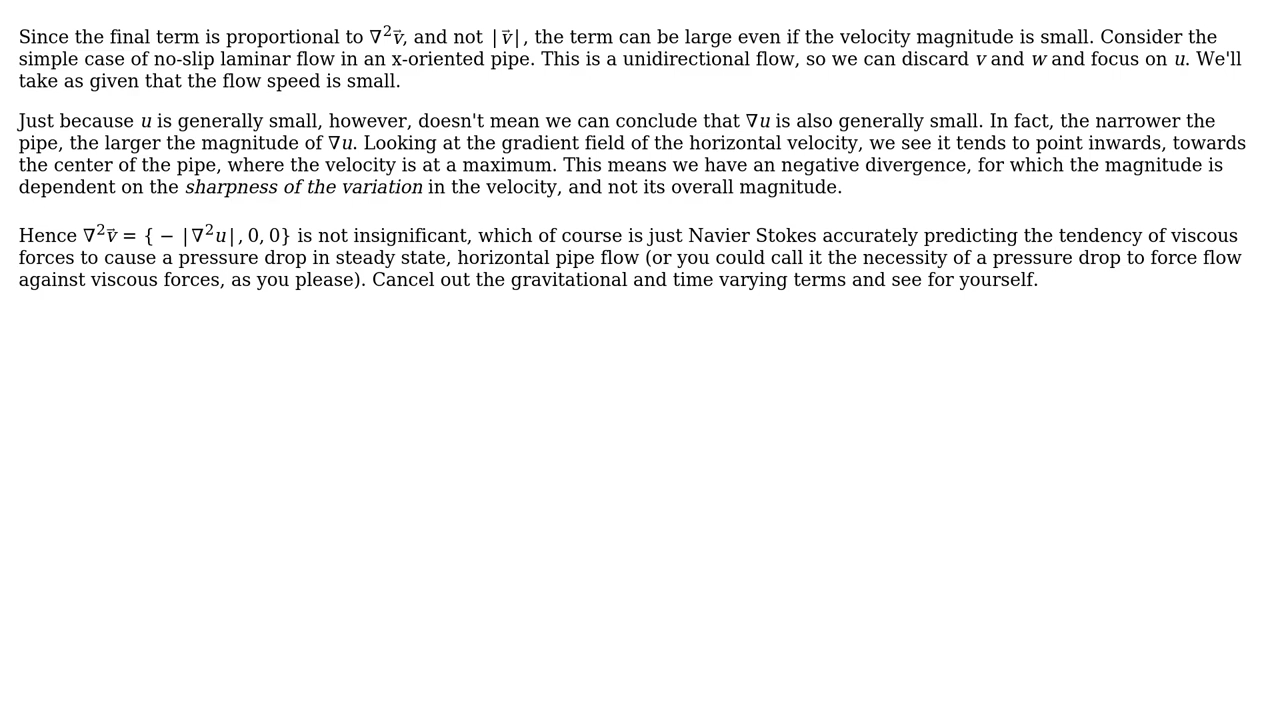 Since the final term is proportional to ∇²v⃗, and not |v⃗|, the term can be large even if the velocity magnitude is small. Consider the
simple case of no-slip laminar flow in an x-oriented pipe. This is a unidirectional flow, so we can discard v and w and focus on u. We'll
take as given that the flow speed is small.
Just because u is generally small, however, doesn't mean we can conclude that ∇u is also generally small. In fact, the narrower the
pipe, the larger the magnitude of ∇u. Looking at the gradient field of the horizontal velocity, we see it tends to point inwards, towards
the center of the pipe, where the velocity is at a maximum. This means we have an negative divergence, for which the magnitude is
dependent on the sharpness of the variation in the velocity, and not its overall magnitude.
Hence ∇²v⃗ = { − |∇²u|, 0, 0} is not insignificant, which of course is just Navier Stokes accurately predicting the tendency of viscous
forces to cause a pressure drop in steady state, horizontal pipe flow (or you could call it the necessity of a pressure drop to force flow
against viscous forces, as you please). Cancel out the gravitational and time varying terms and see for yourself.